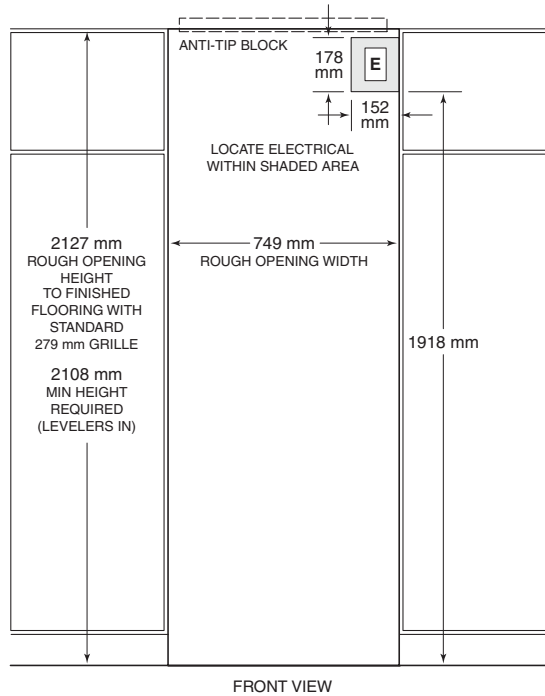 ANTI-TIP BLOCK
178
mm
E
152
mm
LOCATE ELECTRICAL
WITHIN SHADED AREA
2127 mm
ROUGH OPENING
HEIGHT
TO FINISHED
FLOORING WITH
STANDARD
279 mm GRILLE
2108 mm
MIN HEIGHT
REQUIRED
(LEVELERS IN)
749 mm
ROUGH OPENING WIDTH
1918 mm
FRONT VIEW